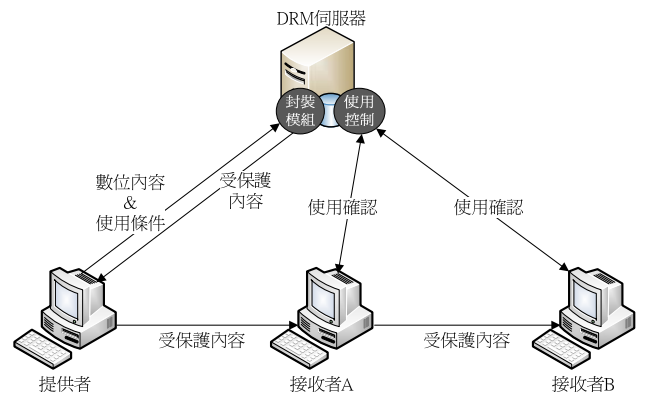 DRM伺服器
封裝
模組
使用
控制
數位內容
&
使用條件
受保護
內容
使用確認
使用確認
受保護內容
受保護內容
提供者
接收者A
接收者B